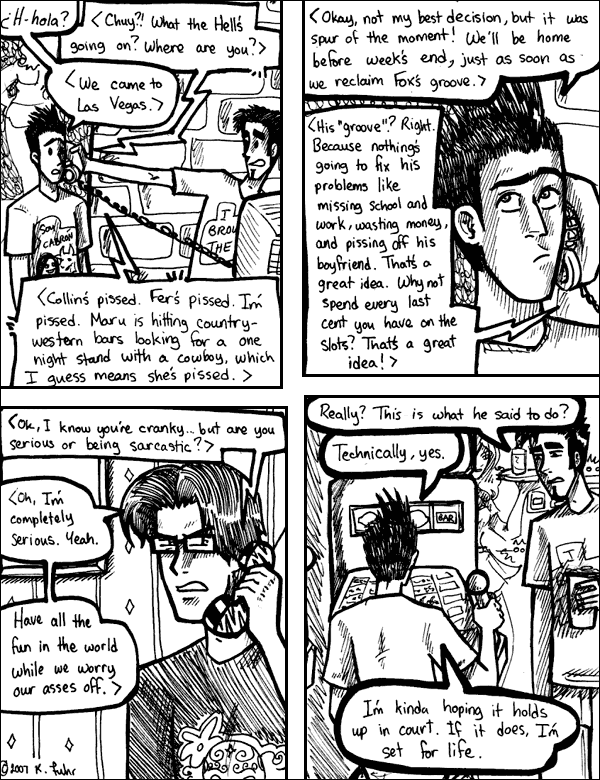 ¿H-hola?
<Chuy?! What the Hell's
going on? Where are you?>
<We came to
Las Vegas.>
SOY
CABRON
I
BROU
THE
<Collin's pissed. Fer's pissed. I'm
pissed. Maru is hitting country-
western bars looking for a one
night stand with a cowboy, which
I guess means she's pissed.>
<Okay, not my best decision, but it was
spur of the moment! We'll be home
before week's end, just as soon as
we reclaim Fox's groove.>
<His "groove"? Right.
Because nothing's
going to fix his
problems like
missing school and
work, wasting money,
and pissing off his
boyfriend. That's a
great idea. Why not
spend every last
cent you have on the
slots? That's a great
idea!>
<Ok, I know you're cranky... but are you
serious or being sarcastic?>
<Oh, I'm
completely
serious. Yeah.
Have all the
fun in the world
while we worry
our asses off.>
©2007 K. Fuhr
Really? This is what he said to do?
Technically, yes.
BAR
I
I'm kinda hoping it holds
up in court. If it does, I'm
set for life.